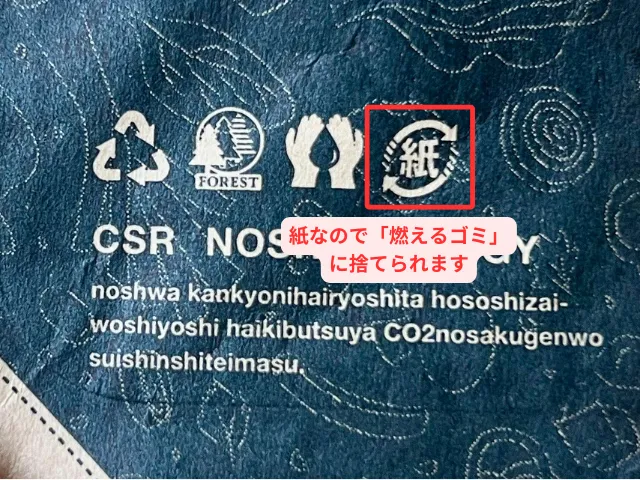 FOREST
紙
紙なので「燃えるゴミ」
に捨てられます
CSR NOS GY
noshwa kankyonihairyoshita hososhizai-
woshiyoshi haikibutsuya CO2nosakugenwo
suishinshiteimasu.